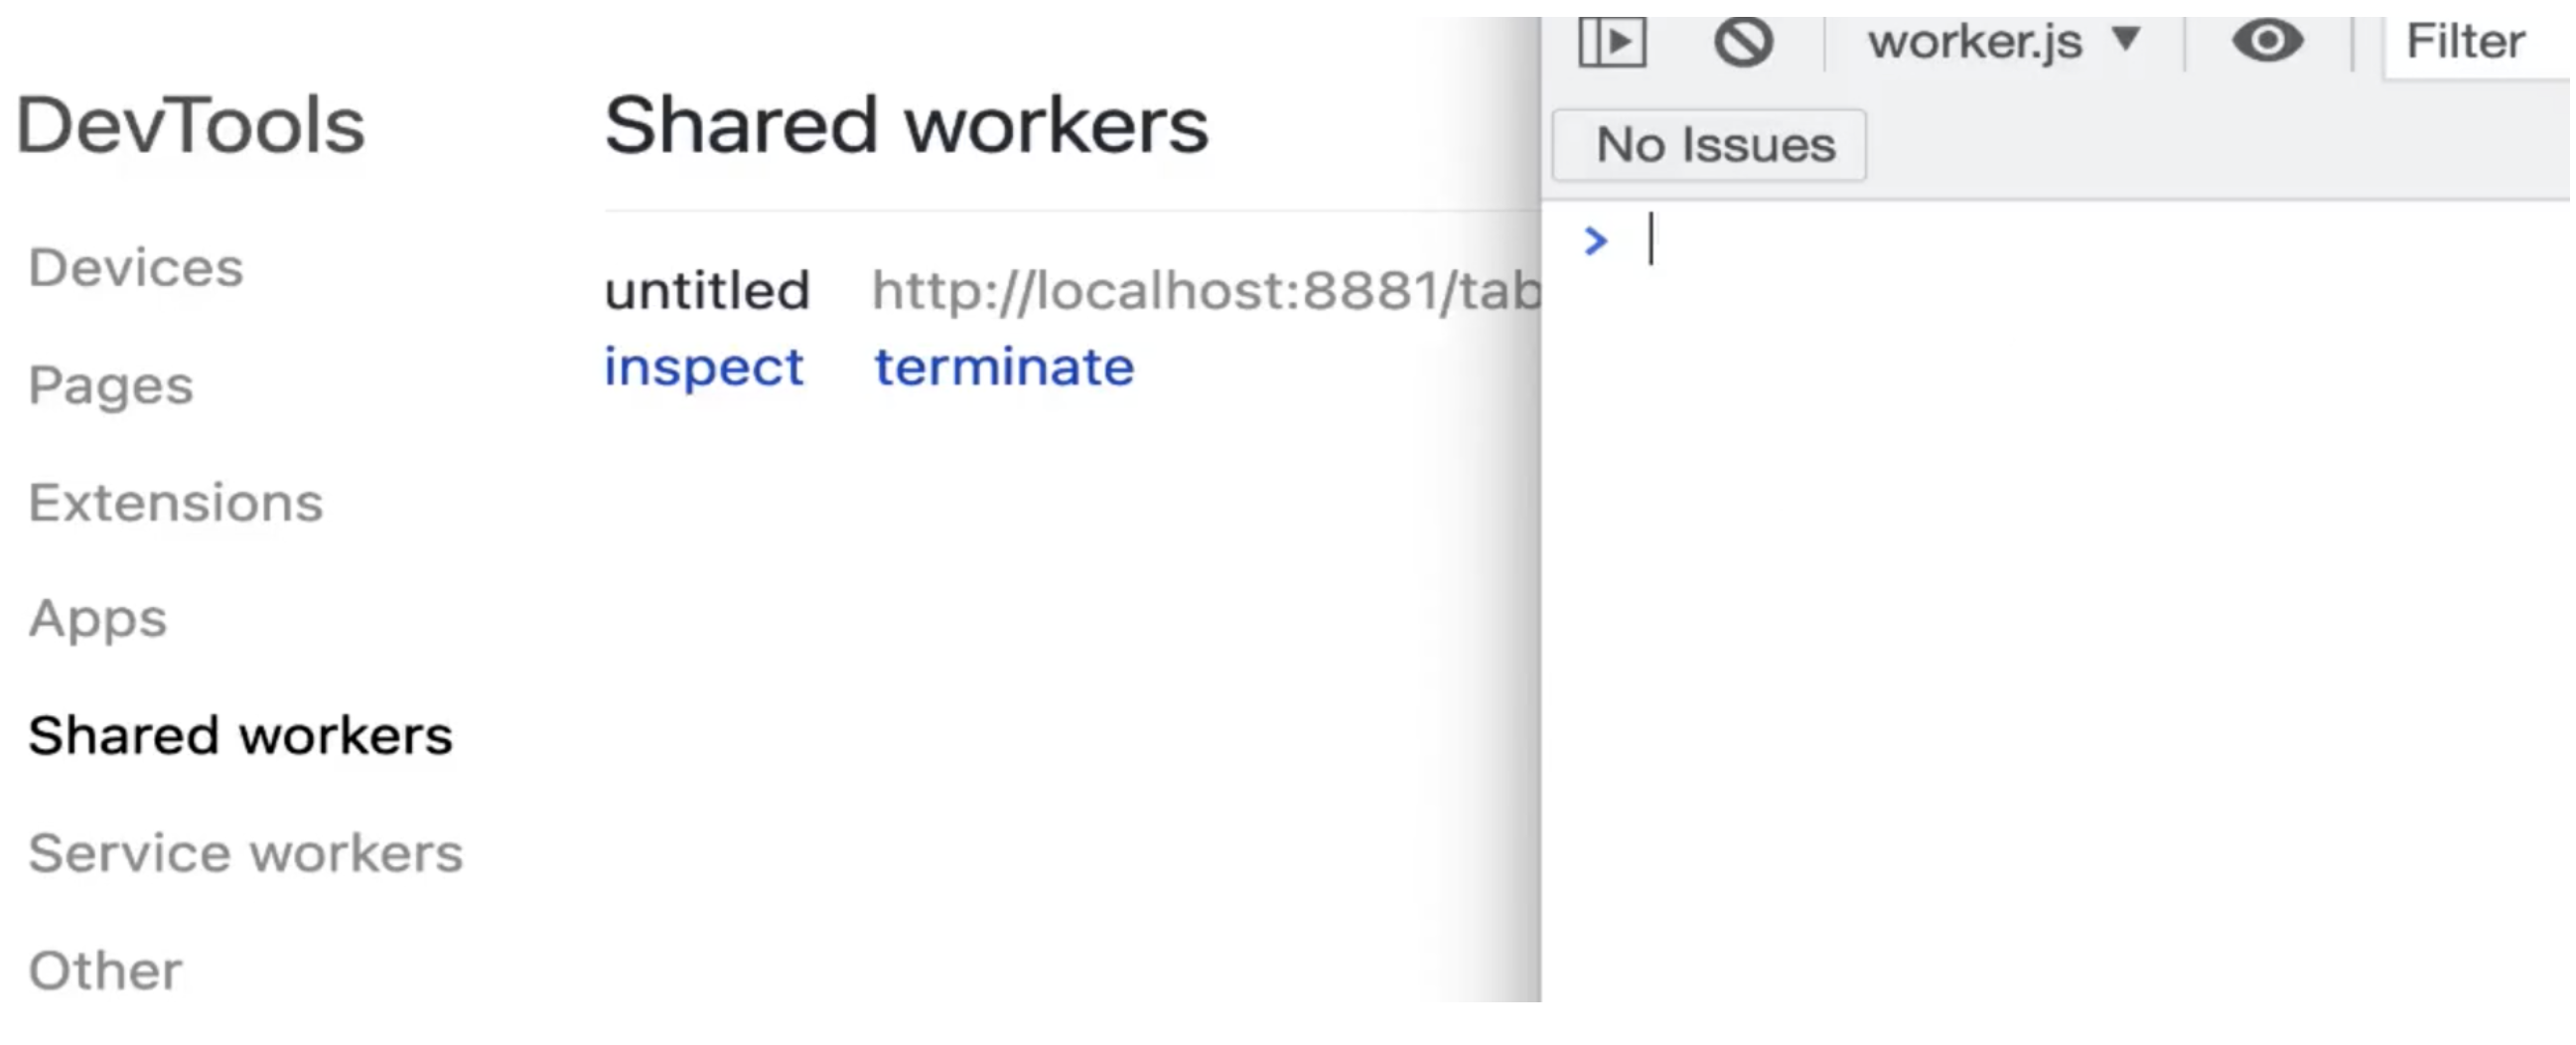 DevTools
Devices
Pages
Extensions
Apps
Shared workers
Service workers
Other
Shared workers
untitled http://localhost:8881/tab
inspect terminate
worker.js ▼ Filter
No Issues
>